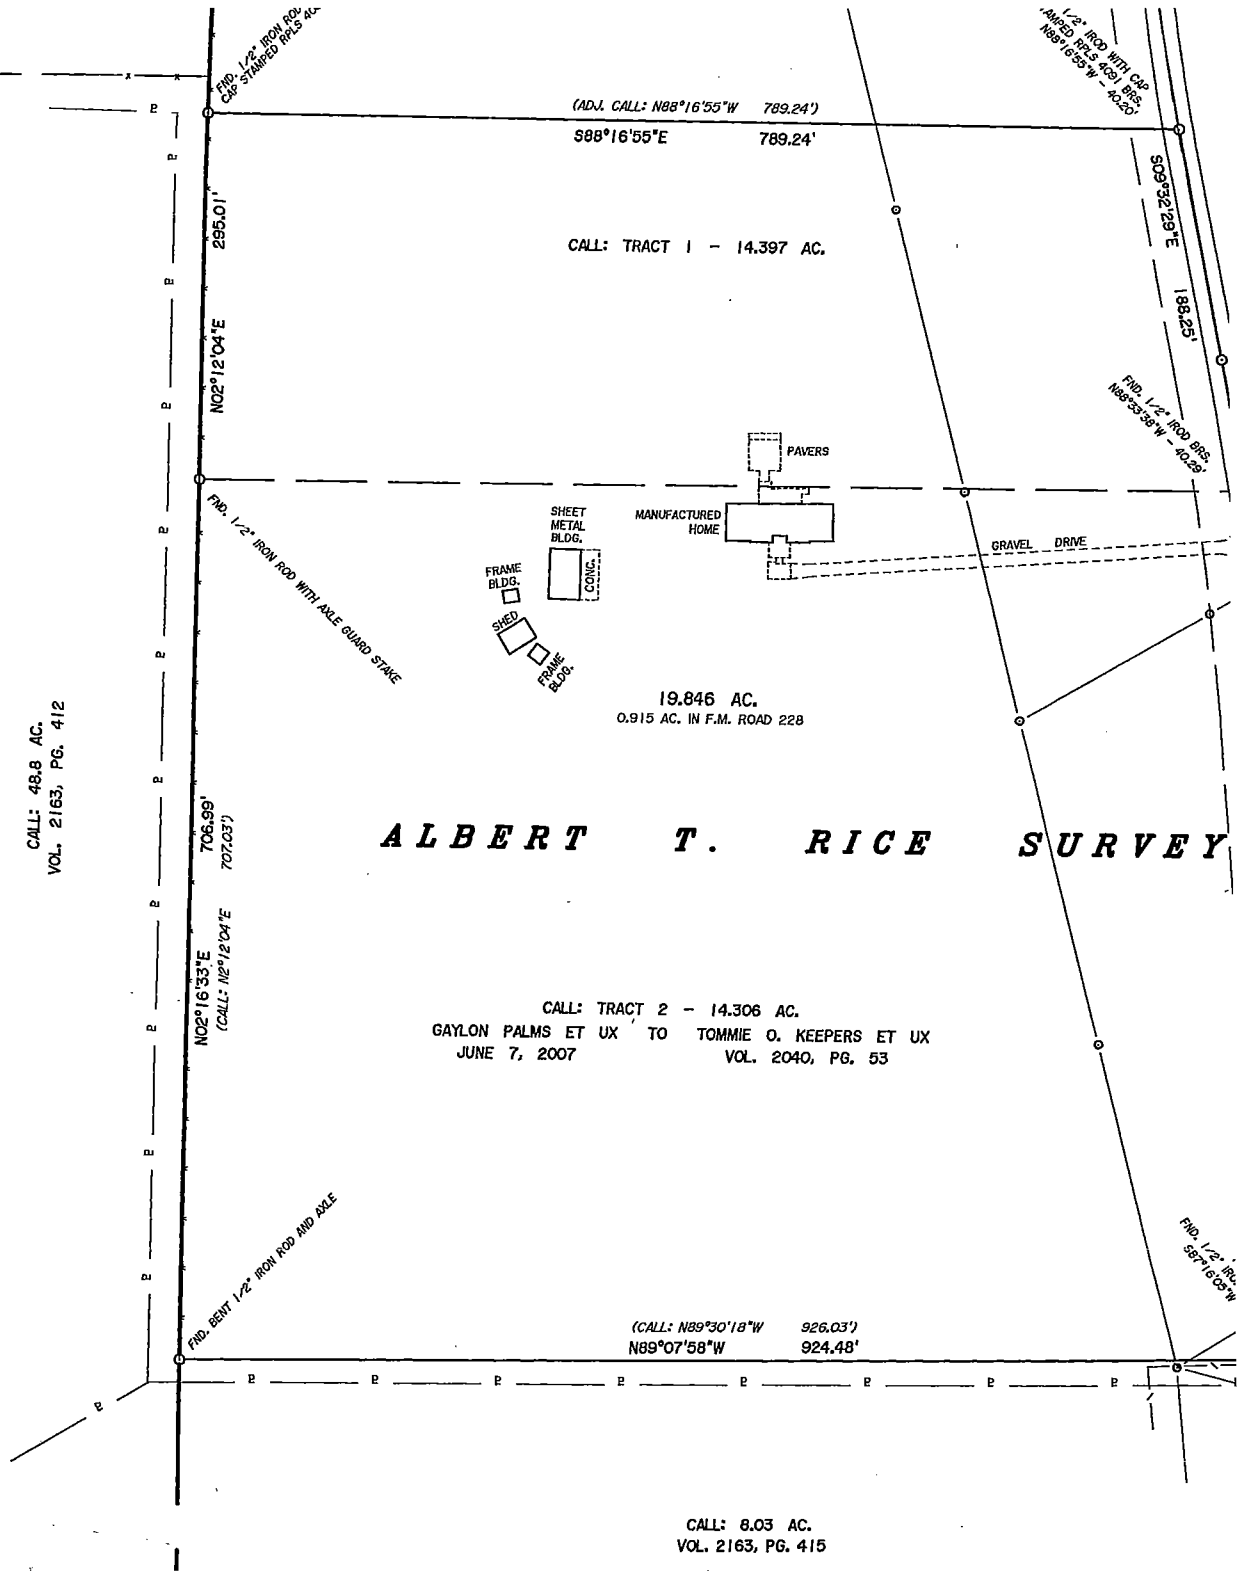 FND. 1/2" IRON ROD
CAP STAMPED RPLS
1/2" IROD WITH CAP
STAMPED RPLS 4091 BRS.
N88°16'55"W - 40.20'
(ADJ. CALL: N88°16'55"W 789.24')
S88°16'55"E 789.24'
295.01'
N02°12'04"E
S09°32'29"E 188.25'
CALL: TRACT 1 - 14.397 AC.
FND. 1/2" IROD BRS.
N88°33'38"W - 40.29'
PAVERS
MANUFACTURED
HOME
SHEET
METAL
BLDG.
CONC.
GRAVEL DRIVE
FRAME
BLDG.
SHED
FRAME
BLDG.
FND. 1/2" IRON ROD WITH AXLE GUARD STAKE
19.846 AC.
0.915 AC. IN F.M. ROAD 228
CALL: 48.8 AC.
VOL. 2163, PG. 412
ALBERT T. RICE SURVEY
N02°16'33"E 706.99'
(CALL: N2°12'04"E 707.03')
CALL: TRACT 2 - 14.306 AC.
GAYLON PALMS ET UX TO TOMMIE O. KEEPERS ET UX
JUNE 7, 2007 VOL. 2040, PG. 53
FND. BENT 1/2" IRON ROD AND AXLE
FND. 1/2"
S87°16'05"W
(CALL: N89°30'18"W 926.03')
N89°07'58"W 924.48'
CALL: 8.03 AC.
VOL. 2163, PG. 415